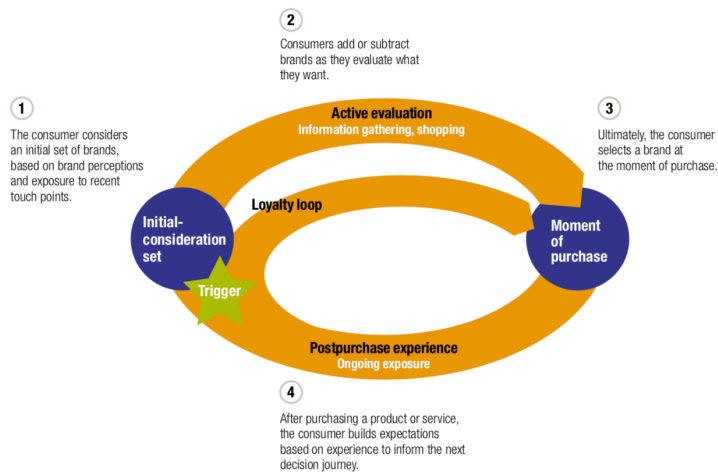 2
Consumers add or subtract
brands as they evaluate what
they want.
1
The consumer considers
an initial set of brands,
based on brand perceptions
and exposure to recent
touch points.
3
Ultimately, the consumer
selects a brand at
the moment of purchase.
Active evaluation
Information gathering, shopping
Loyalty loop
Initial-
consideration
set
Moment
of
purchase
Trigger
Postpurchase experience
Ongoing exposure
4
After purchasing a product or service,
the consumer builds expectations
based on experience to inform the next
decision journey.